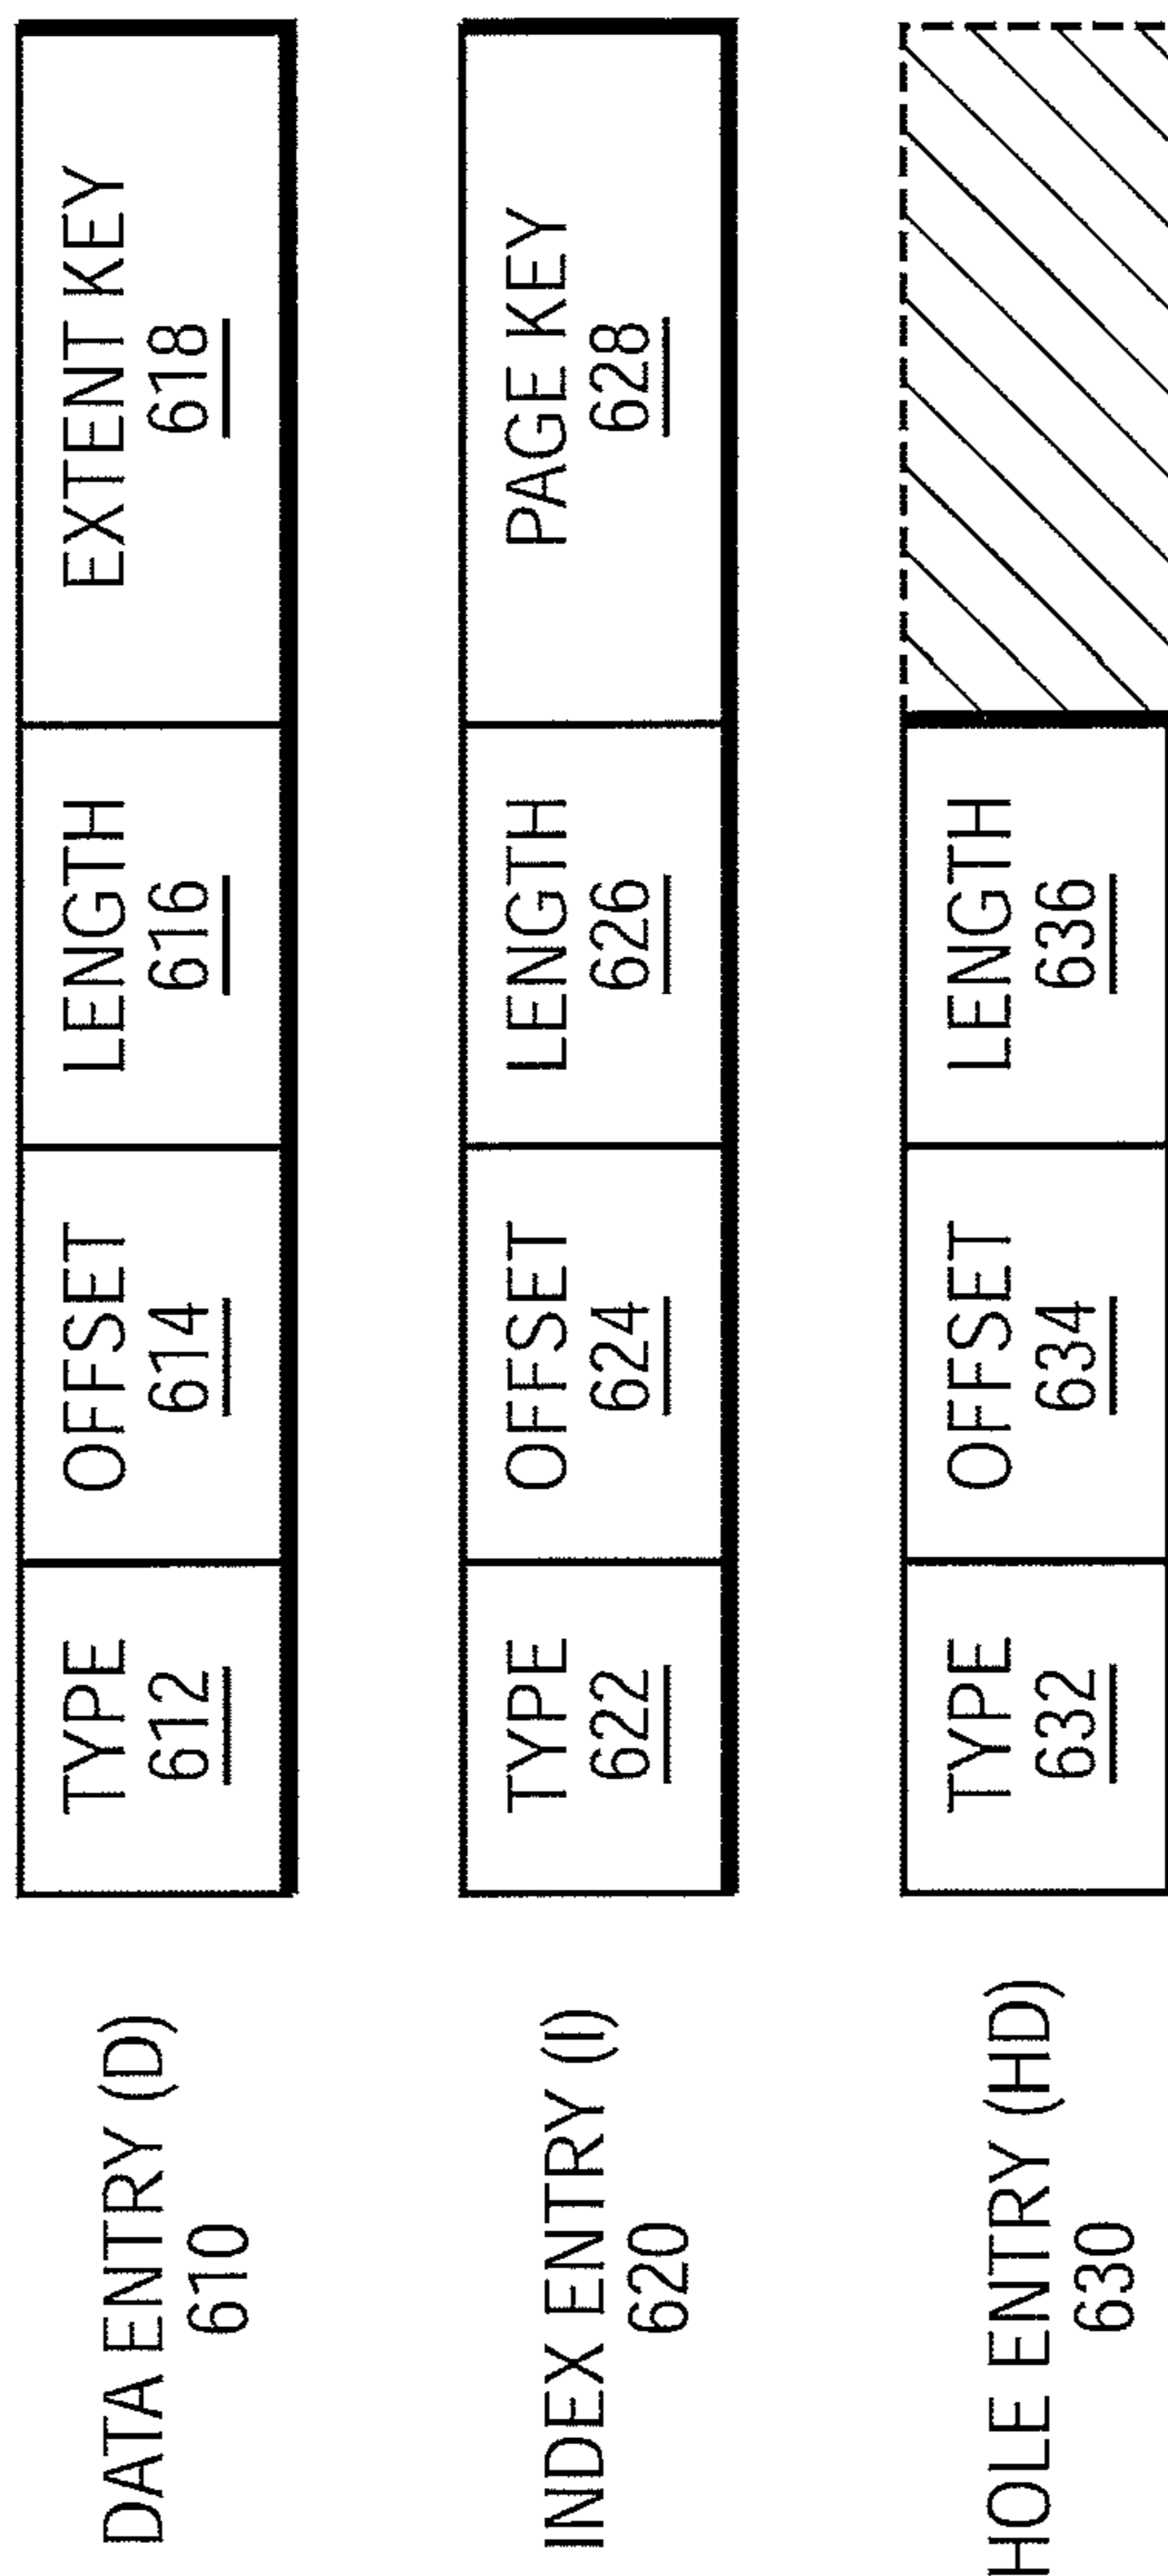 DATA ENTRY (D)
610
TYPE
612
OFFSET
614
LENGTH
616
EXTENT KEY
618
INDEX ENTRY (I)
620
TYPE
622
OFFSET
624
LENGTH
626
PAGE KEY
628
HOLE ENTRY (HD)
630
TYPE
632
OFFSET
634
LENGTH
636